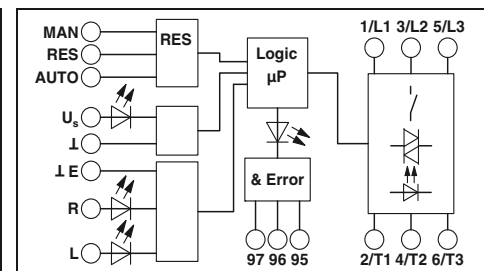 MAN
RES
AUTO
RES
Us
⊥
⊥ E
R
L
Logic
µP
& Error
97 96 95
1/L1 3/L2 5/L3
2/T1 4/T2 6/T3